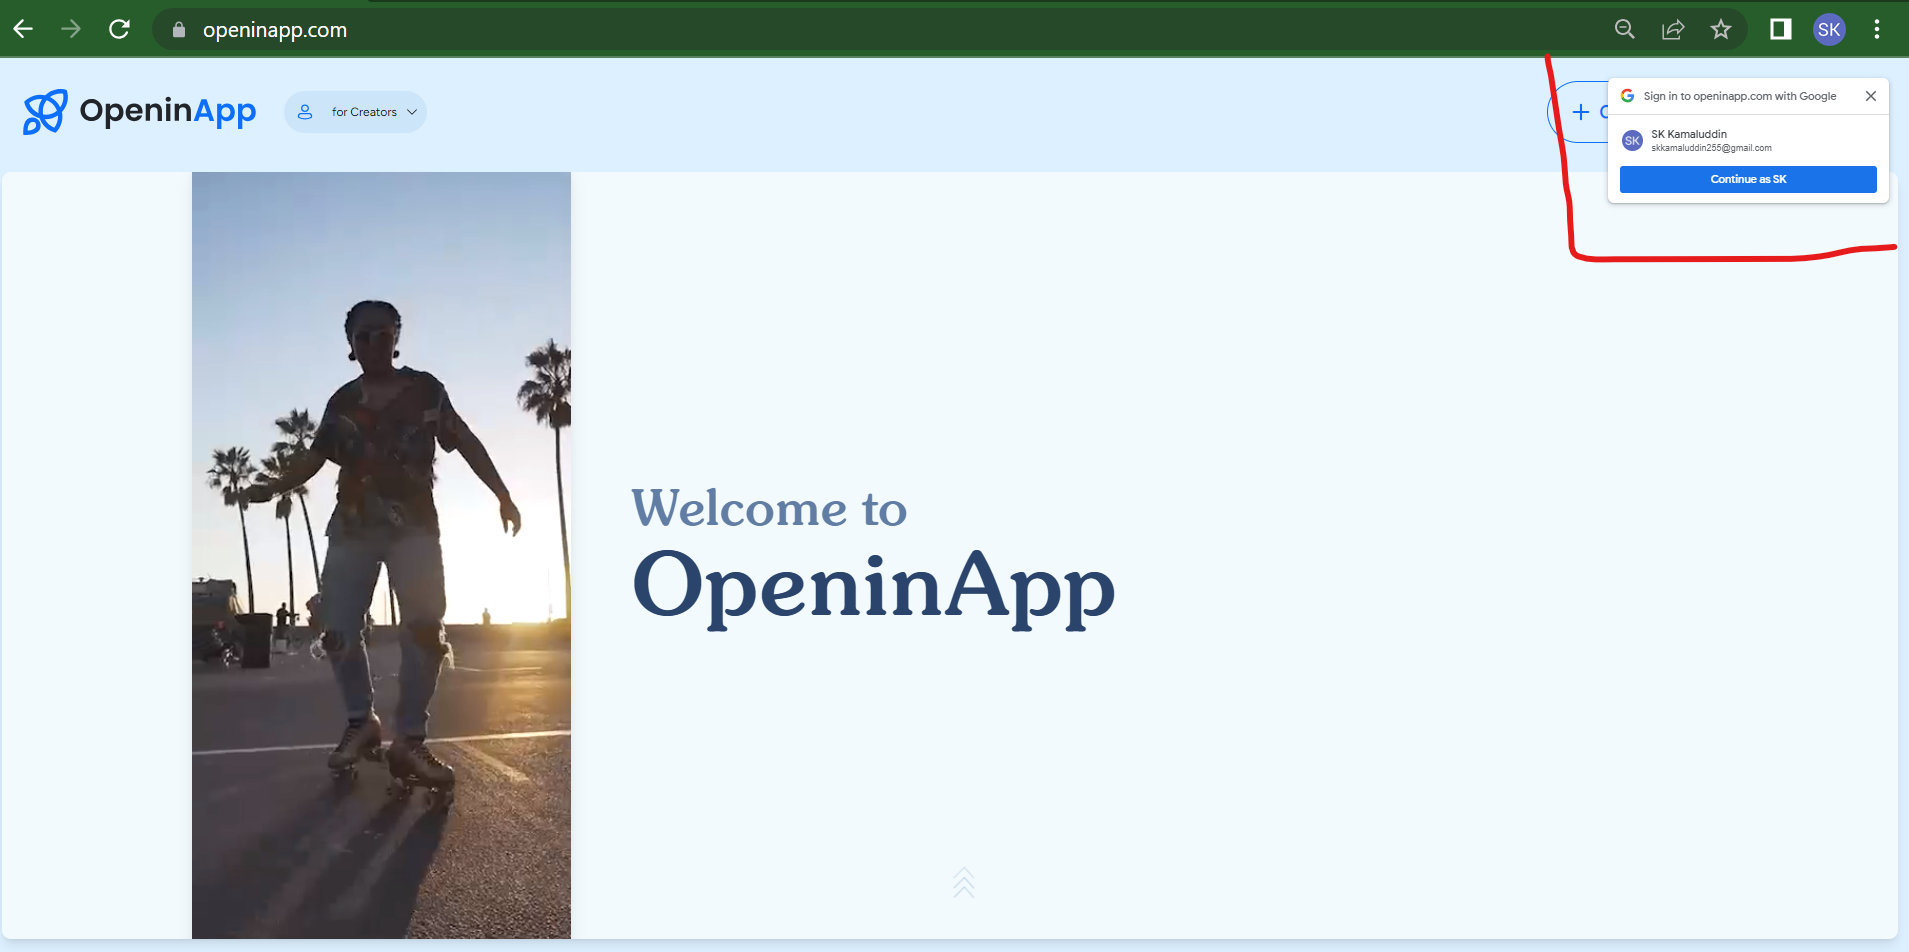 openinapp.com
SK
OpeninApp
for Creators
Sign in to openinapp.com with Google
SK
SK Kamaluddin
skkamaluddin255@gmail.com
Continue as SK
Welcome to
OpeninApp